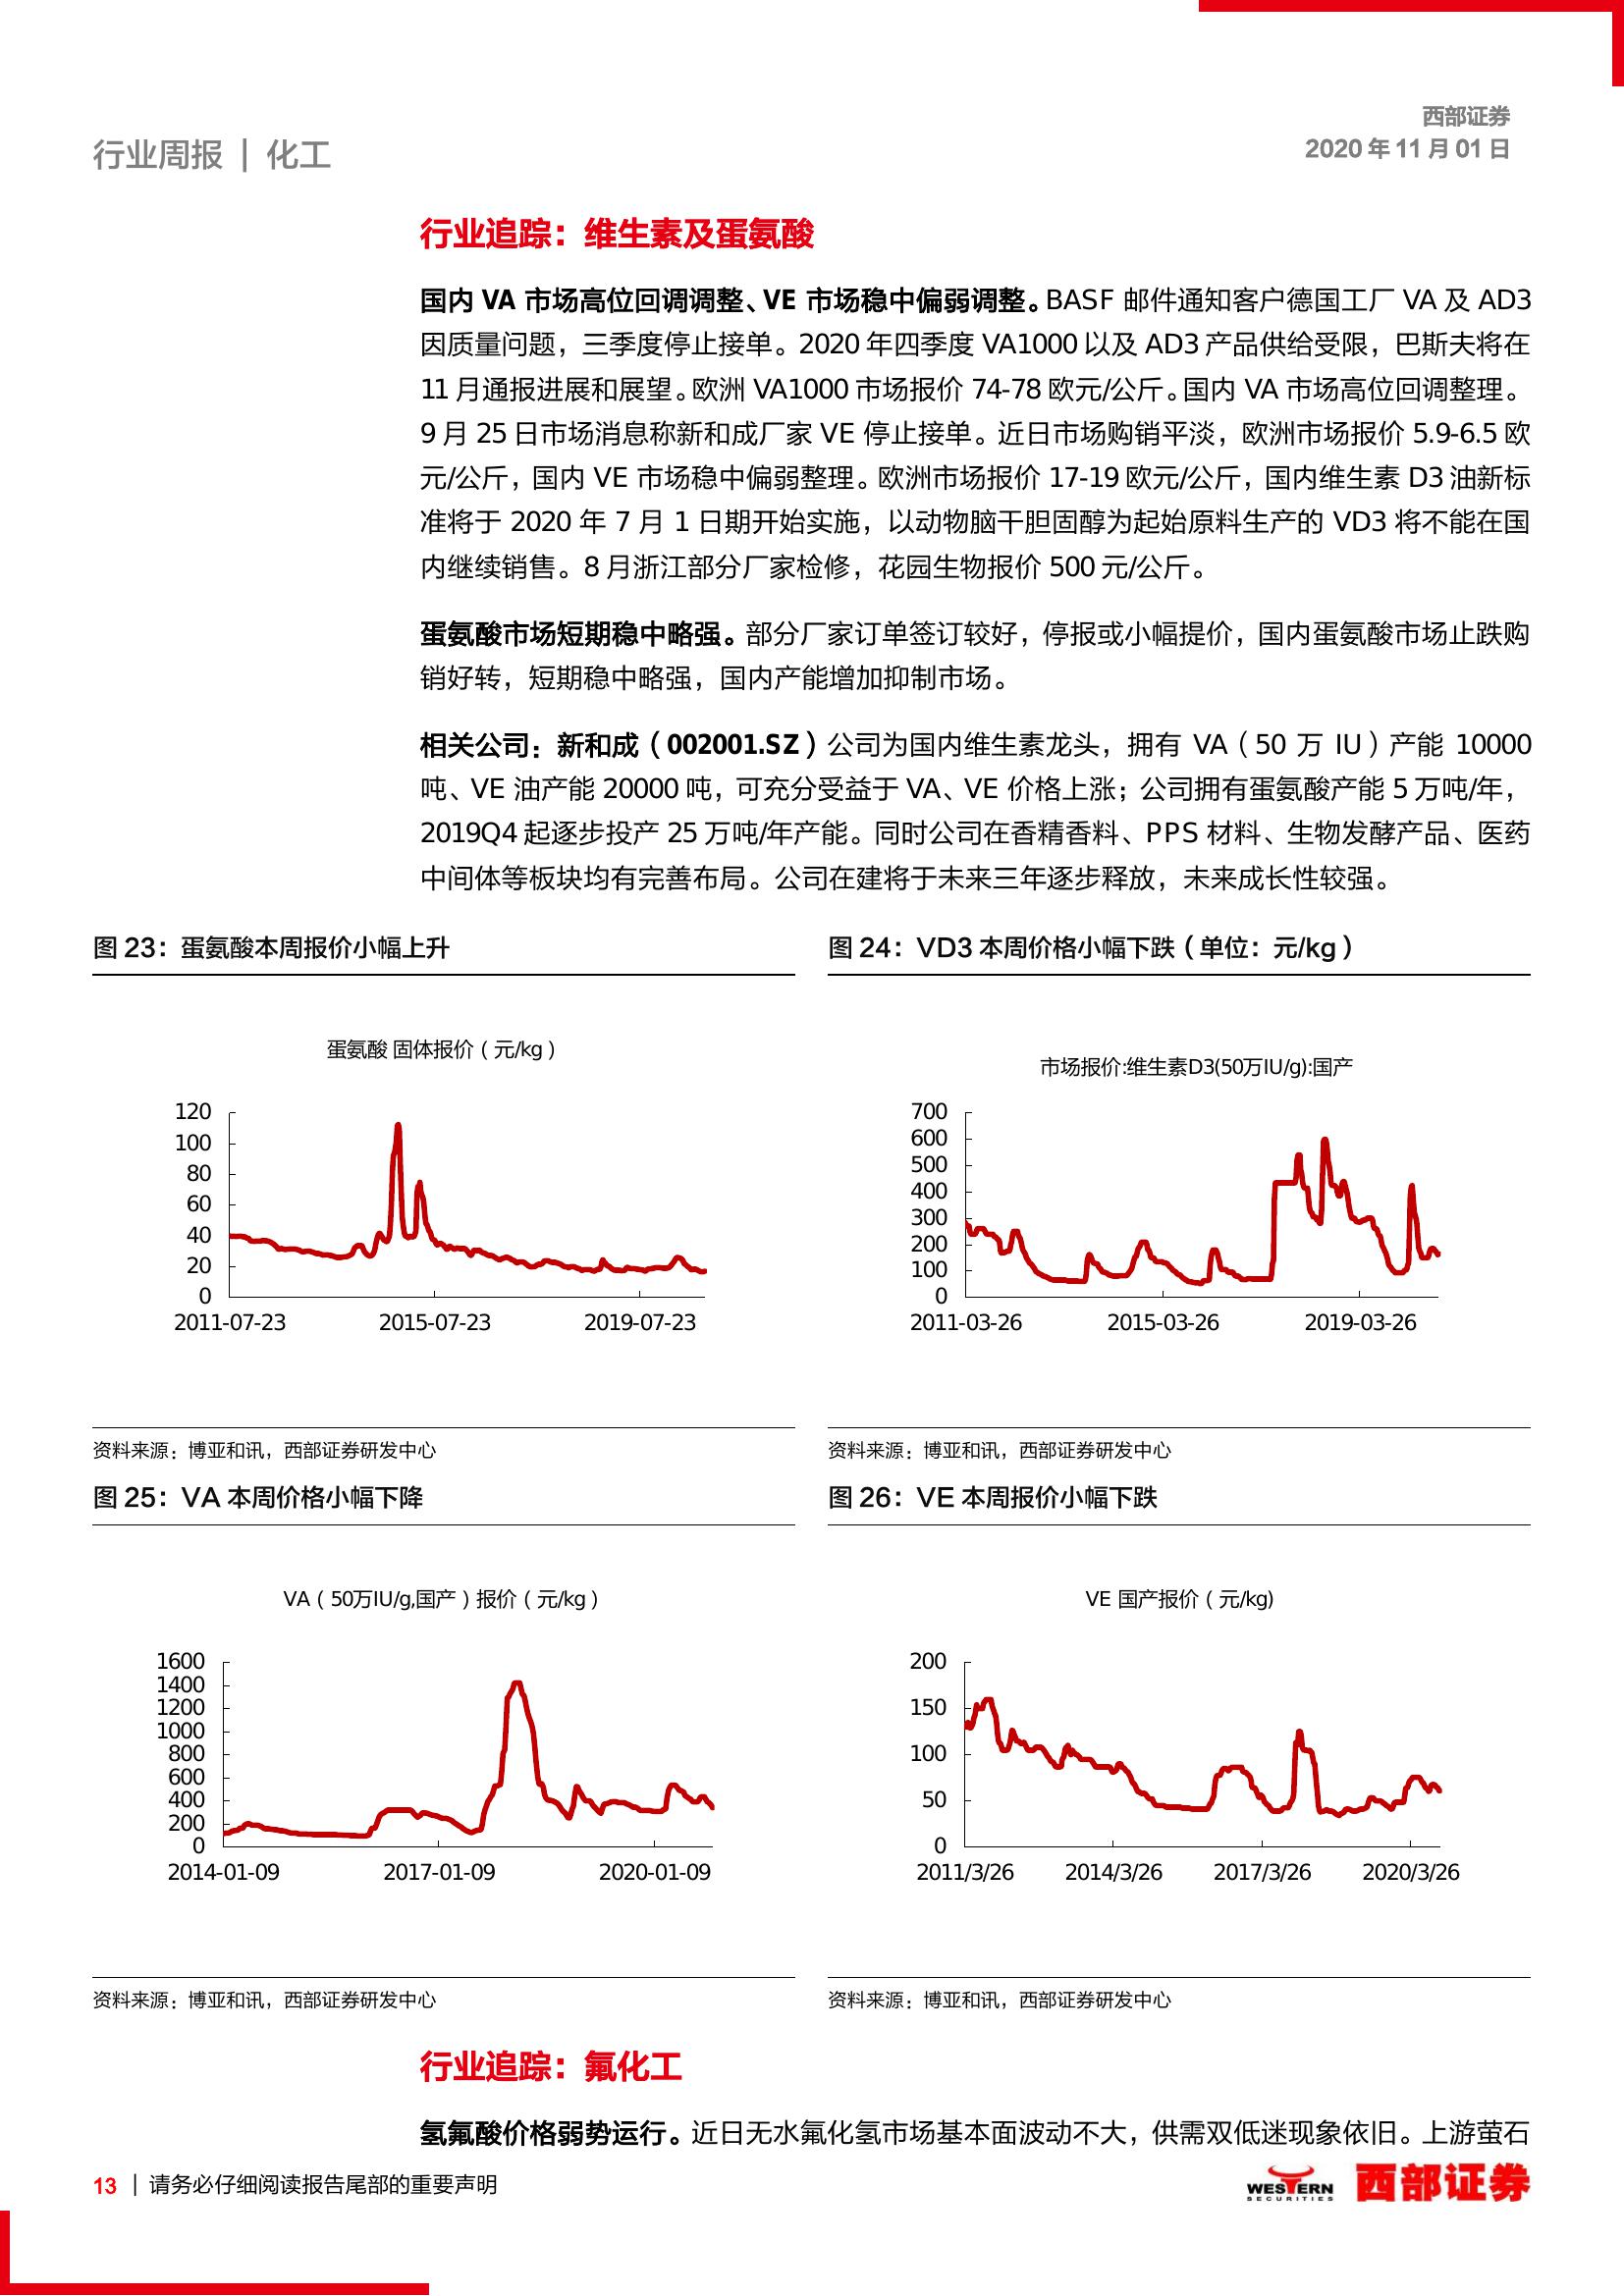 西部证券
行业周报 | 化工
2020 年 11 月 01 日
行业追踪：维生素及蛋氨酸
国内 VA 市场高位回调调整、VE 市场稳中偏弱调整。BASF 邮件通知客户德国工厂 VA 及 AD3
因质量问题，三季度停止接单。2020 年四季度 VA1000 以及 AD3 产品供给受限，巴斯夫将在
11 月通报进展和展望。欧洲 VA1000 市场报价 74-78 欧元/公斤。国内 VA 市场高位回调整理。
9 月 25 日市场消息称新和成厂家 VE 停止接单。近日市场购销平淡，欧洲市场报价 5.9-6.5 欧
元/公斤，国内 VE 市场稳中偏弱整理。欧洲市场报价 17-19 欧元/公斤，国内维生素 D3 油新标
准将于 2020 年 7 月 1 日期开始实施，以动物脑干胆固醇为起始原料生产的 VD3 将不能在国
内继续销售。8 月浙江部分厂家检修，花园生物报价 500 元/公斤。
蛋氨酸市场短期稳中略强。部分厂家订单签订较好，停报或小幅提价，国内蛋氨酸市场止跌购
销好转，短期稳中略强，国内产能增加抑制市场。
相关公司：新和成（002001.SZ）公司为国内维生素龙头，拥有 VA（50 万 IU）产能 10000
吨、VE 油产能 20000 吨，可充分受益于 VA、VE 价格上涨；公司拥有蛋氨酸产能 5 万吨/年，
2019Q4 起逐步投产 25 万吨/年产能。同时公司在香精香料、PPS 材料、生物发酵产品、医药
中间体等板块均有完善布局。公司在建将于未来三年逐步释放，未来成长性较强。
图 23：蛋氨酸本周报价小幅上升
蛋氨酸 固体报价（元/kg）
120
100
80
60
40
20
0
2011-07-23 2015-07-23 2019-07-23
资料来源：博亚和讯，西部证券研发中心
图 24：VD3 本周价格小幅下跌（单位：元/kg）
市场报价:维生素D3(50万IU/g):国产
700
600
500
400
300
200
100
0
2011-03-26 2015-03-26 2019-03-26
资料来源：博亚和讯，西部证券研发中心
图 25：VA 本周价格小幅下降
VA（50万IU/g,国产）报价（元/kg）
1600
1400
1200
1000
800
600
400
200
0
2014-01-09 2017-01-09 2020-01-09
资料来源：博亚和讯，西部证券研发中心
图 26：VE 本周报价小幅下跌
VE 国产报价（元/kg)
200
150
100
50
0
2011/3/26 2014/3/26 2017/3/26 2020/3/26
资料来源：博亚和讯，西部证券研发中心
行业追踪：氟化工
氢氟酸价格弱势运行。近日无水氟化氢市场基本面波动不大，供需双低迷现象依旧。上游萤石
13 | 请务必仔细阅读报告尾部的重要声明
WESTERN
SECURITIES
西部证券